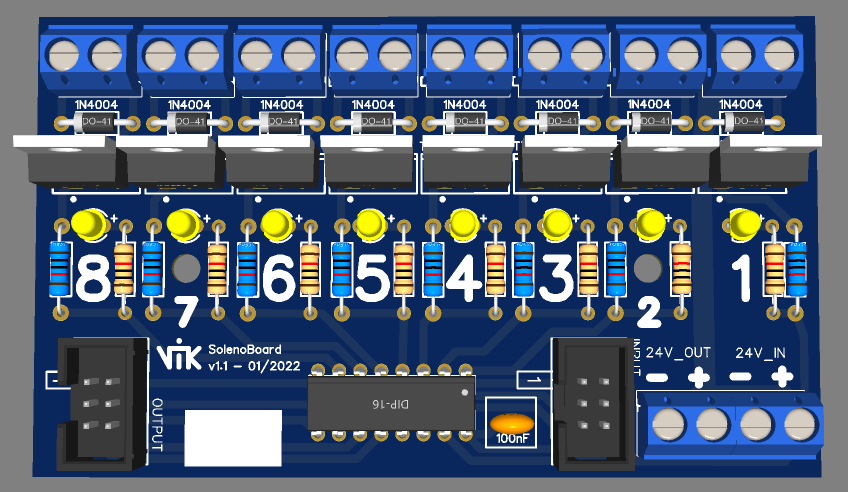 1N4004 1N4004 1N4004 1N4004 1N4004 1N4004 1N4004 1N4004
DO-41 DO-41 DO-41 DO-41 DO-41 DO-41 DO-41 DO-41
+ + + + + + +
8 7 6 5 4 3 2 1
VIK
SolenoBoard
v1.1 - 01/2022
OUTPUT
DIP-16
100nF
1
INPUT
24V_OUT 24V_IN
- + - +